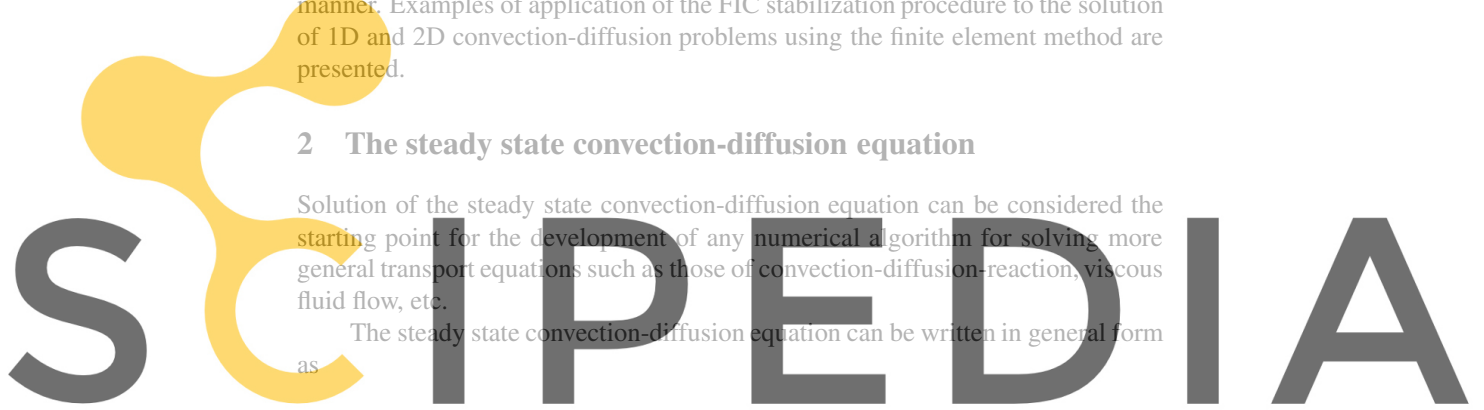 manner. Examples of application of the FIC stabilization procedure to the solution
of 1D and 2D convection-diffusion problems using the finite element method are
presented.
2 The steady state convection-diffusion equation
Solution of the steady state convection-diffusion equation can be considered the
starting point for the development of any numerical algorithm for solving more
general transport equations such as those of convection-diffusion-reaction, viscous
fluid flow, etc.
The steady state convection-diffusion equation can be written in general form
as
SCIPEDIA